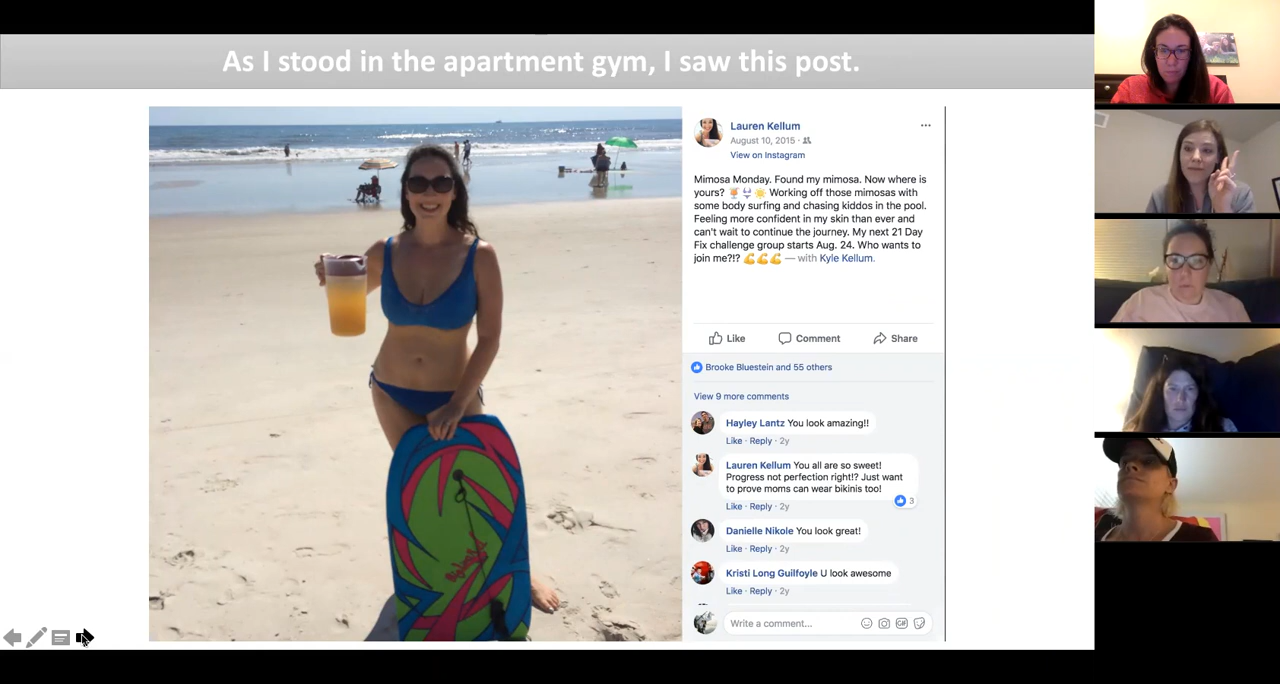 As I stood in the apartment gym, I saw this post.
Lauren Kellum
August 10, 2015 ·
View on Instagram
Mimosa Monday. Found my mimosa. Now where is
yours? 🍹👙☀️ Working off those mimosas with
some body surfing and chasing kiddos in the pool.
Feeling more confident in my skin than ever and
can't wait to continue the journey. My next 21 Day
Fix challenge group starts Aug. 24. Who wants to
join me?!? 💪💪💪 — with Kyle Kellum.
Like Comment Share
Brooke Bluestein and 55 others
View 9 more comments
Hayley Lantz You look amazing!!
Like · Reply · 2y
Lauren Kellum You all are so sweet!
Progress not perfection right!? Just want
to prove moms can wear bikinis too!
3
Like · Reply · 2y
Danielle Nikole You look great!
Like · Reply · 2y
Kristi Long Guilfoyle U look awesome
Like · Reply · 2y
Write a comment...
GIF